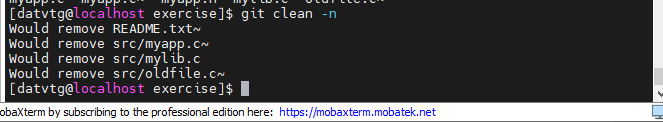 [datvtg@localhost exercise]$ git clean -n
Would remove README.txt~
Would remove src/myapp.c~
Would remove src/mylib.c
Would remove src/oldfile.c~
[datvtg@localhost exercise]$
obaXterm by subscribing to the professional edition here: https://mobaxterm.mobatek.net